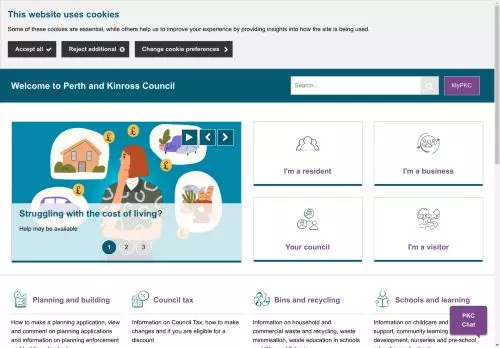 This website uses cookies
Some of these cookies are essential, while others help us to improve your experience by providing insights into how the site is being used.
Accept all
Reject additional
Change cookie preferences
Welcome to Perth and Kinross Council
Search...
MyPKC
£
£
£
£
Struggling with the cost of living?
Help may be available
1 2 3
I'm a resident
I'm a business
Your council
I'm a visitor
Planning and building
How to make a planning application, view
and comment on planning applications
and information on planning enforcement
Council tax
Information on Council Tax, how to make
changes and if you are eligible for a
discount
Bins and recycling
Information on household and
commercial waste and recycling, waste
minimisation, waste education in schools
Schools and learning
Information on childcare and
support, community learning
development, nurseries and pre-school
PKC
Chat